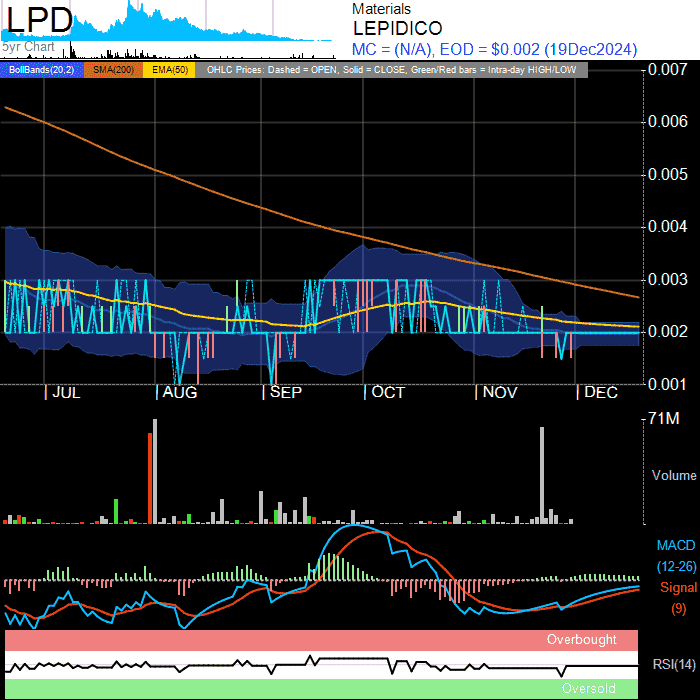 LPD
5yr Chart
Materials
LEPIDICO
MC = (N/A), EOD = $0.002 (19Dec2024)
BollBands(20,2) SMA(200) EMA(50) OHLC Prices: Dashed = OPEN, Solid = CLOSE, Green/Red bars = Intra-day HIGH/LOW
0.007
0.006
0.005
0.004
0.003
0.002
0.001
JUL AUG SEP OCT NOV DEC
71M
Volume
MACD
(12-26)
Signal
(9)
Overbought
RSI(14)
Oversold